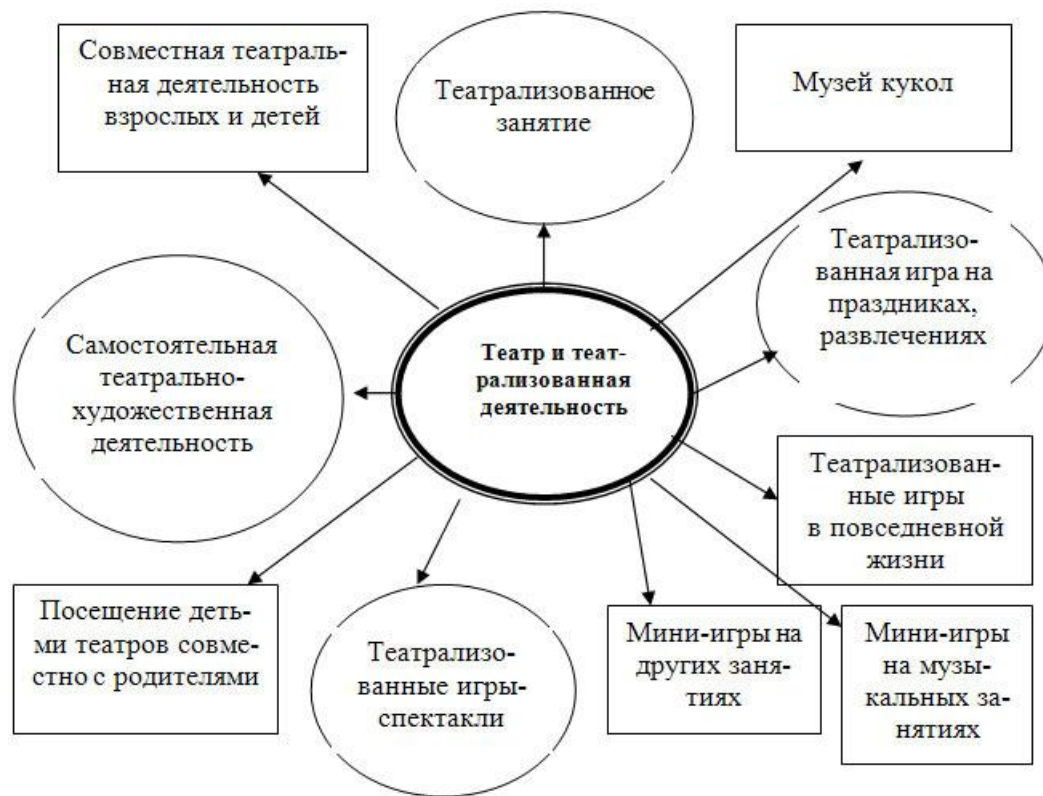 Совместная театраль-
ная деятельность
взрослых и детей
Театрализованное
занятие
Музей кукол
Театрализо-
ванная игра на
праздниках,
развлечениях
Самостоятельная
театрально-
художественная
деятельность
Театр и теат-
рализованная
деятельность
Театрализован-
ные игры
в повседневной
жизни
Посещение деть-
ми театров совме-
стно с родителями
Театрализо-
ванные игры-
спектакли
Мини-игры на
других заня-
тиях
Мини-игры
на музы-
кальных за-
нятиях